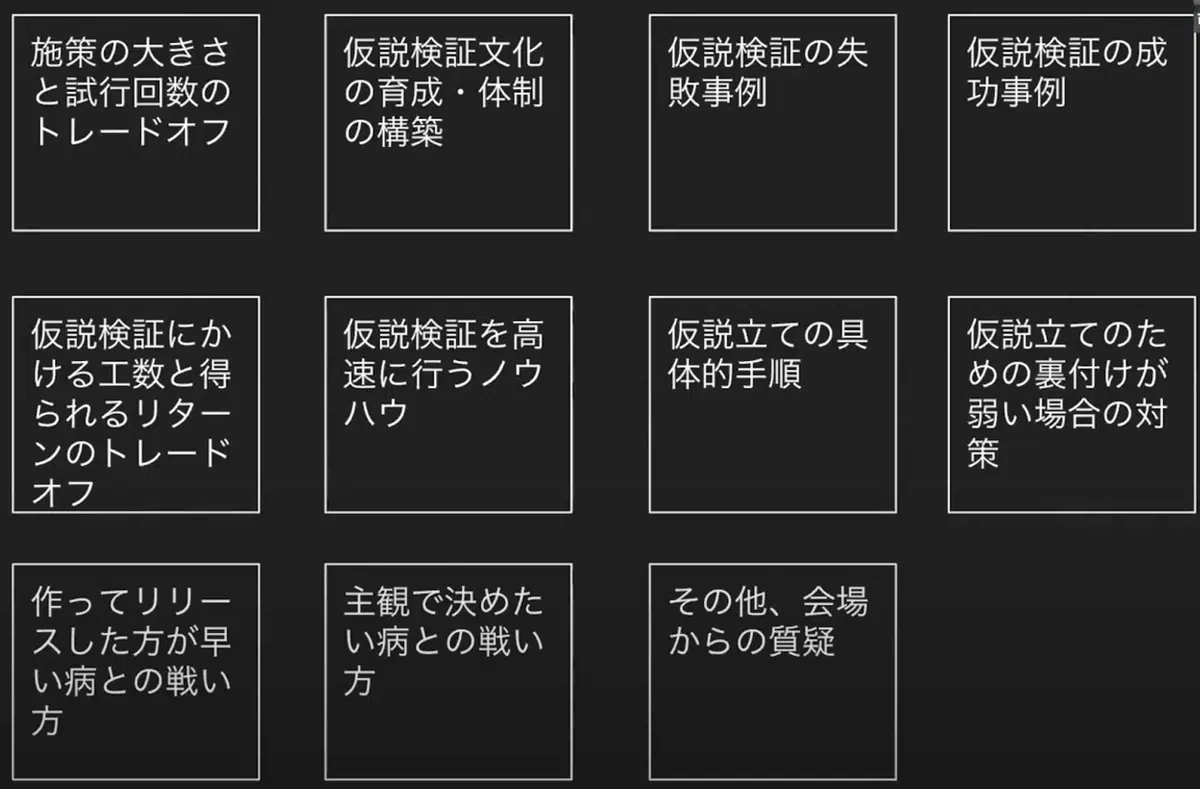 施策の大きさ
と試行回数の
トレードオフ
仮説検証文化
の育成・体制
の構築
仮説検証の失
敗事例
仮説検証の成
功事例
仮説検証にか
ける工数と得
られるリター
ンのトレード
オフ
仮説検証を高
速に行うノウ
ハウ
仮説立ての具
体的手順
仮説立てのた
めの裏付けが
弱い場合の対
策
作ってリリー
スした方が早
い病との戦い
方
主観で決めた
い病との戦い
方
その他、会場
からの質疑